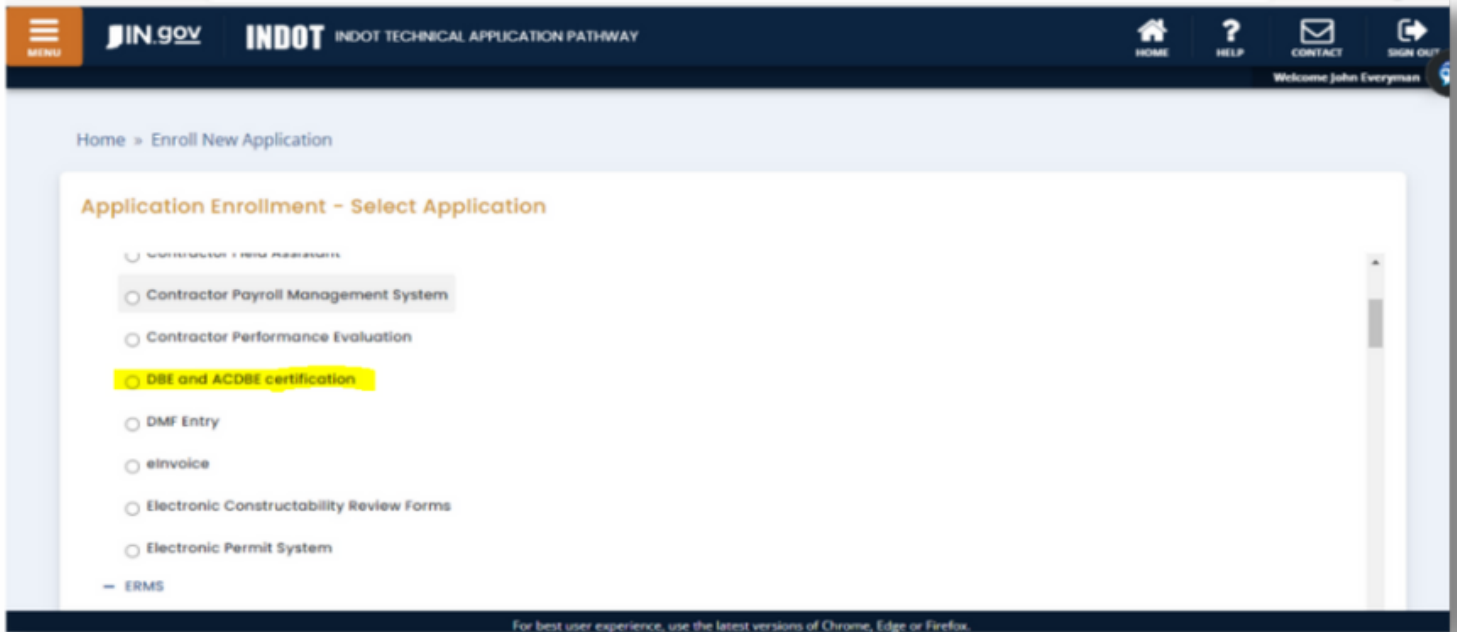 MENU
IN.gov
INDOT INDOT TECHNICAL APPLICATION PATHWAY
HOME
HELP
CONTACT
SIGN OUT
Welcome John Everyman
Home » Enroll New Application
Application Enrollment - Select Application
Contractor Field Assistant
Contractor Payroll Management System
Contractor Performance Evaluation
DBE and ACDBE certification
DMF Entry
eInvoice
Electronic Constructability Review Forms
Electronic Permit System
− ERMS
For best user experience, use the latest versions of Chrome, Edge or Firefox.